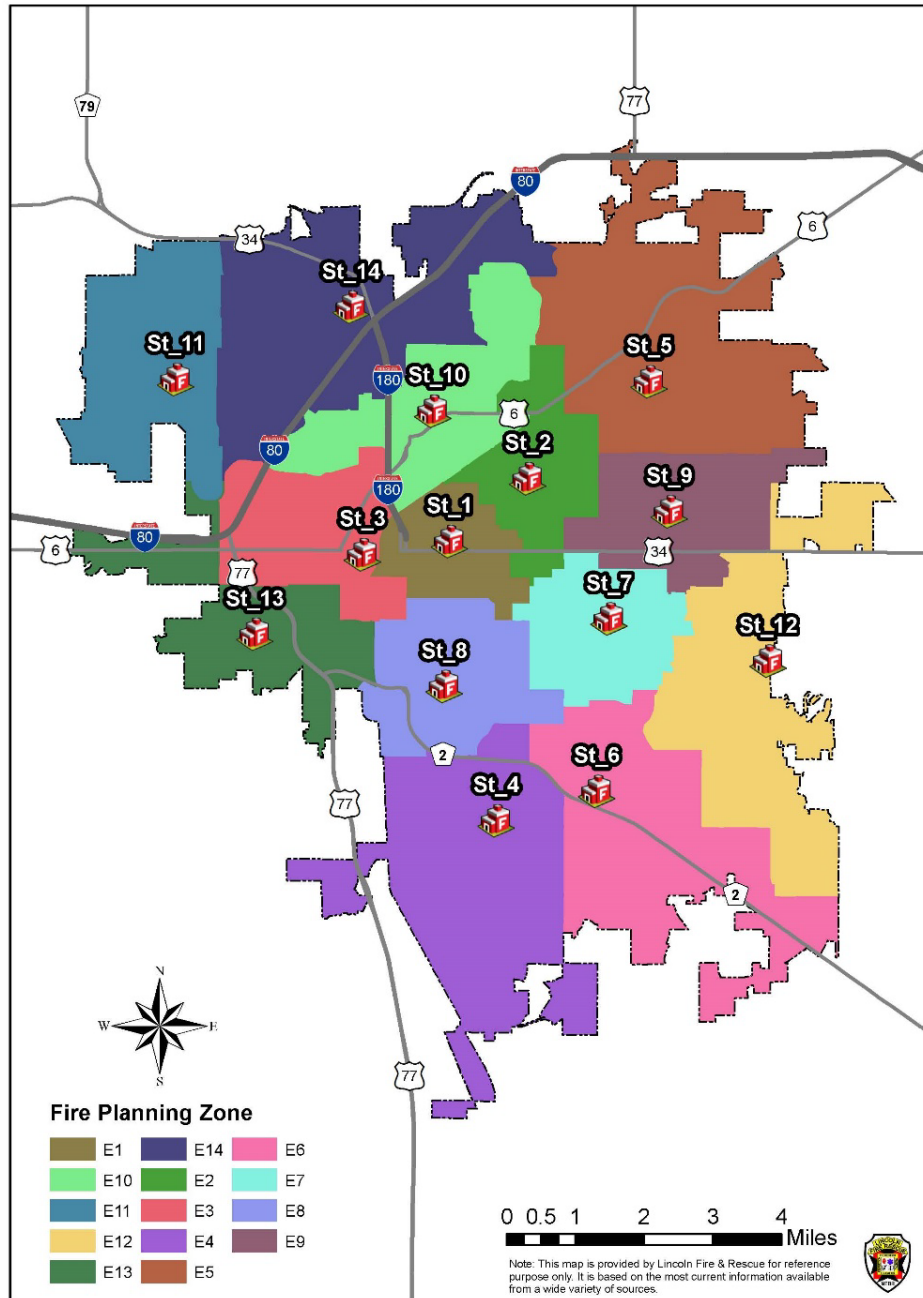 79
77
80
6
34
St_14
St_11
St_5
180
St_10
6
80
St_2
180
St_9
St_1
St_3
80
6
34
77
St_13
St_7
St_12
St_8
2
St_6
77
St_4
2
N
W E
S
77
Fire Planning Zone
E1 E14 E6
E10 E2 E7
E11 E3 E8
E12 E4 E9
E13 E5
0 0.5 1 2 3 4
Miles
Note: This map is provided by Lincoln Fire & Rescue for reference
purpose only. It is based on the most current information available
from a wide variety of sources.